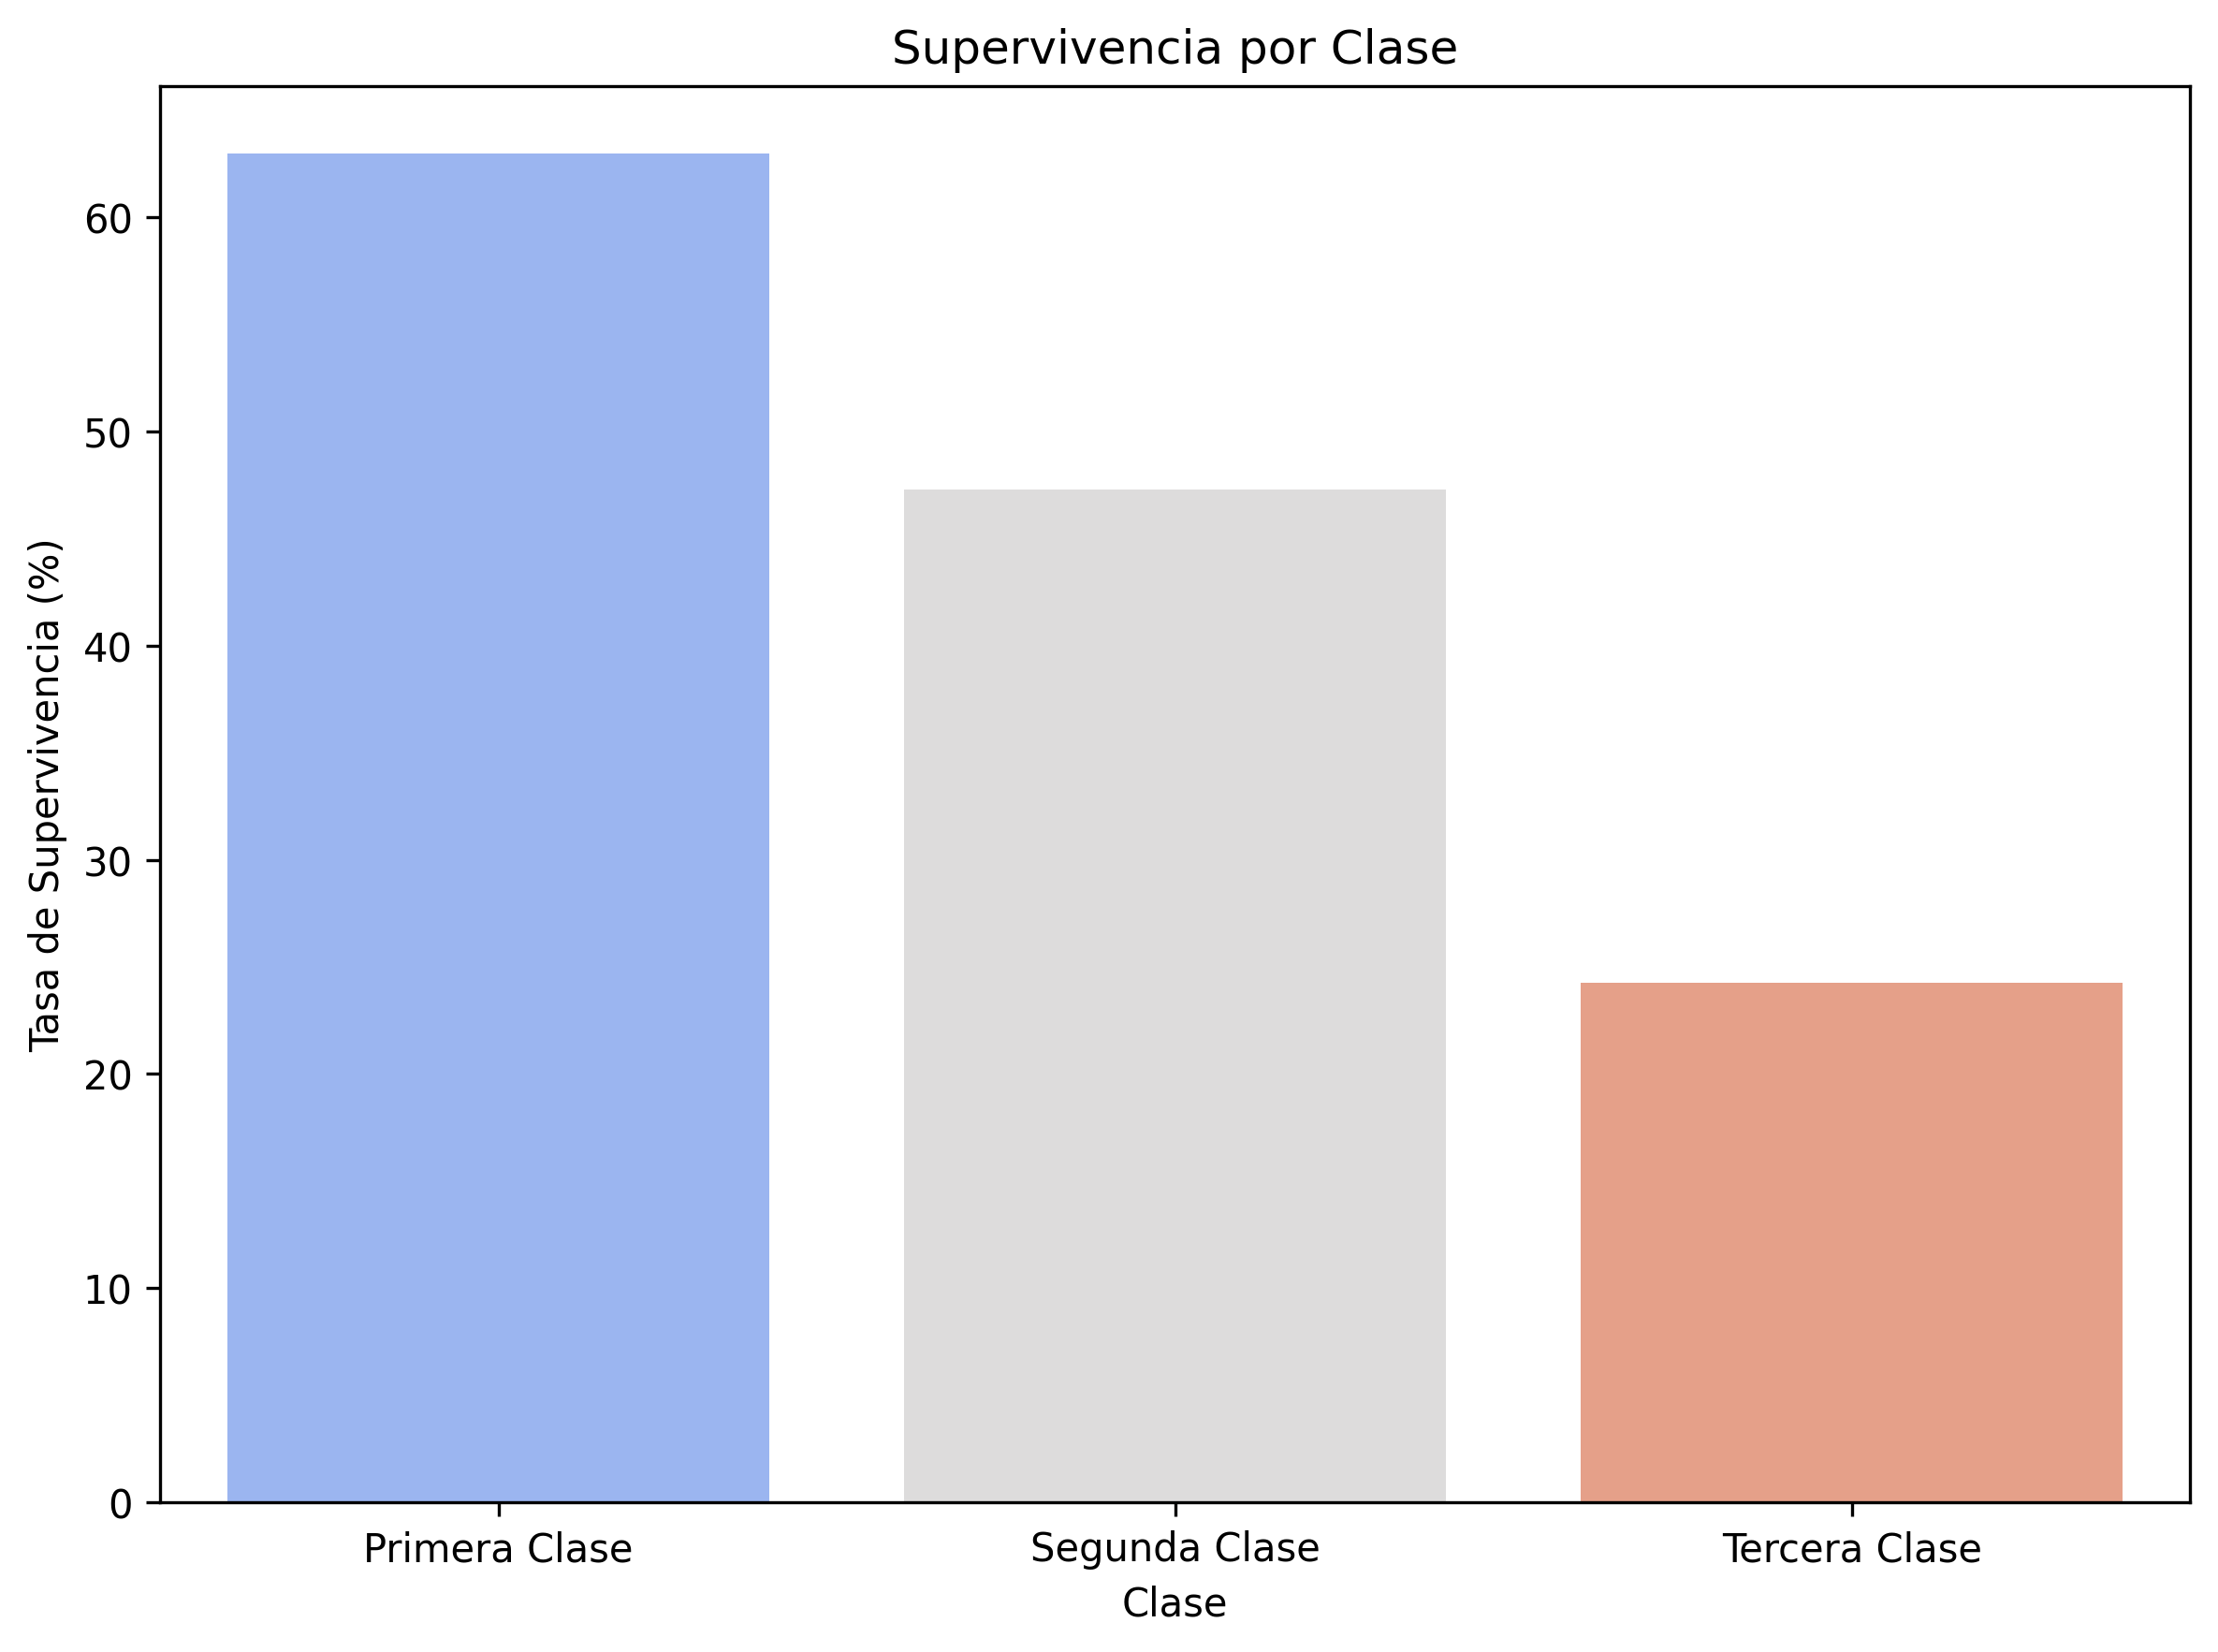 Supervivencia por Clase
Tasa de Supervivencia (%)
60
50
40
30
20
10
0
Primera Clase
Segunda Clase
Tercera Clase
Clase